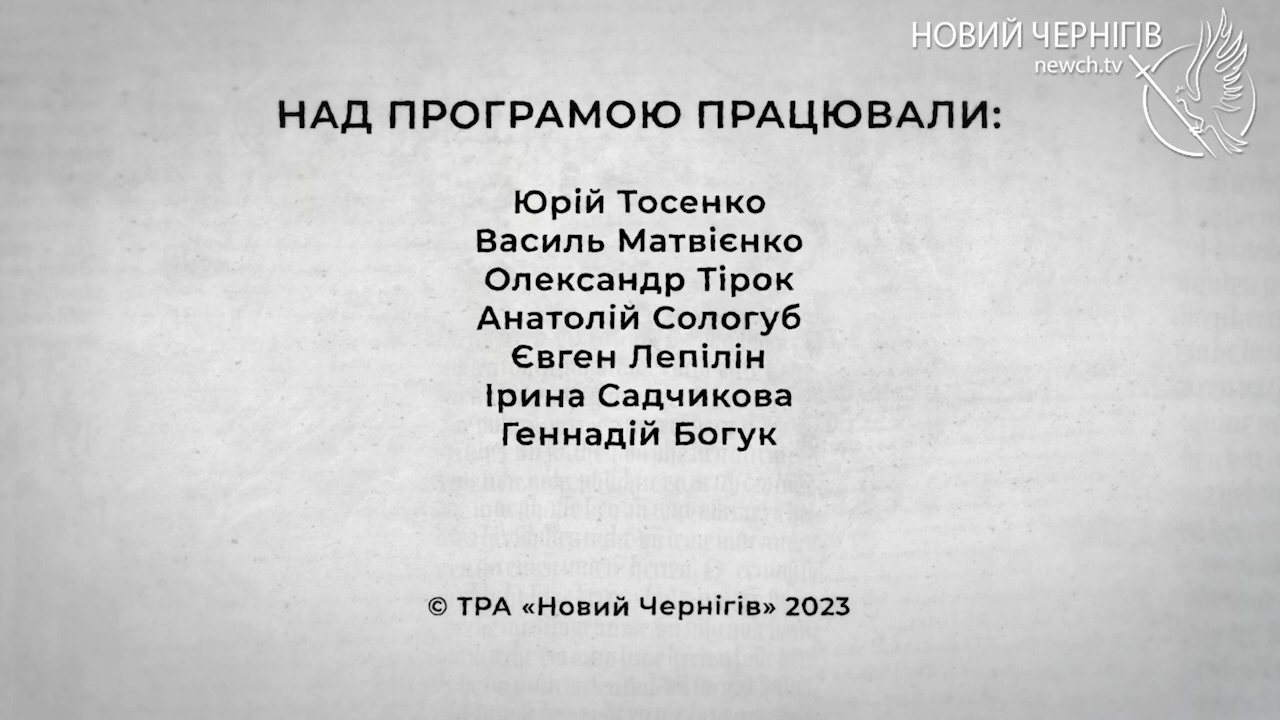 НОВИЙ ЧЕРНІГІВ
newch.tv
НАД ПРОГРАМОЮ ПРАЦЮВАЛИ:
Юрій Тосенко
Василь Матвієнко
Олександр Тірок
Анатолій Сологуб
Євген Лепілін
Ірина Садчикова
Геннадій Богук
© ТРА «Новий Чернігів» 2023